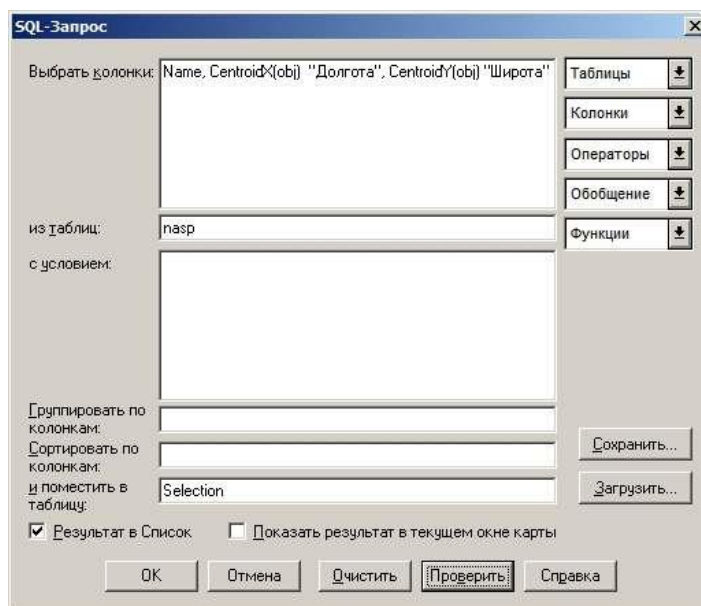 SQL-Запрос
Выбрать колонки:
Name, CentroidX(obj)  "Долгота", CentroidY(obj) "Широта"
Таблицы
Колонки
Операторы
Обобщение
Функции
из таблиц:
nasp
с условием:
Группировать по
колонкам:
Сортировать по
колонкам:
и поместить в
таблицу:
Selection
Сохранить...
Загрузить...
Результат в Список
Показать результат в текущем окне карты
OK
Отмена
Очистить
Проверить
Справка